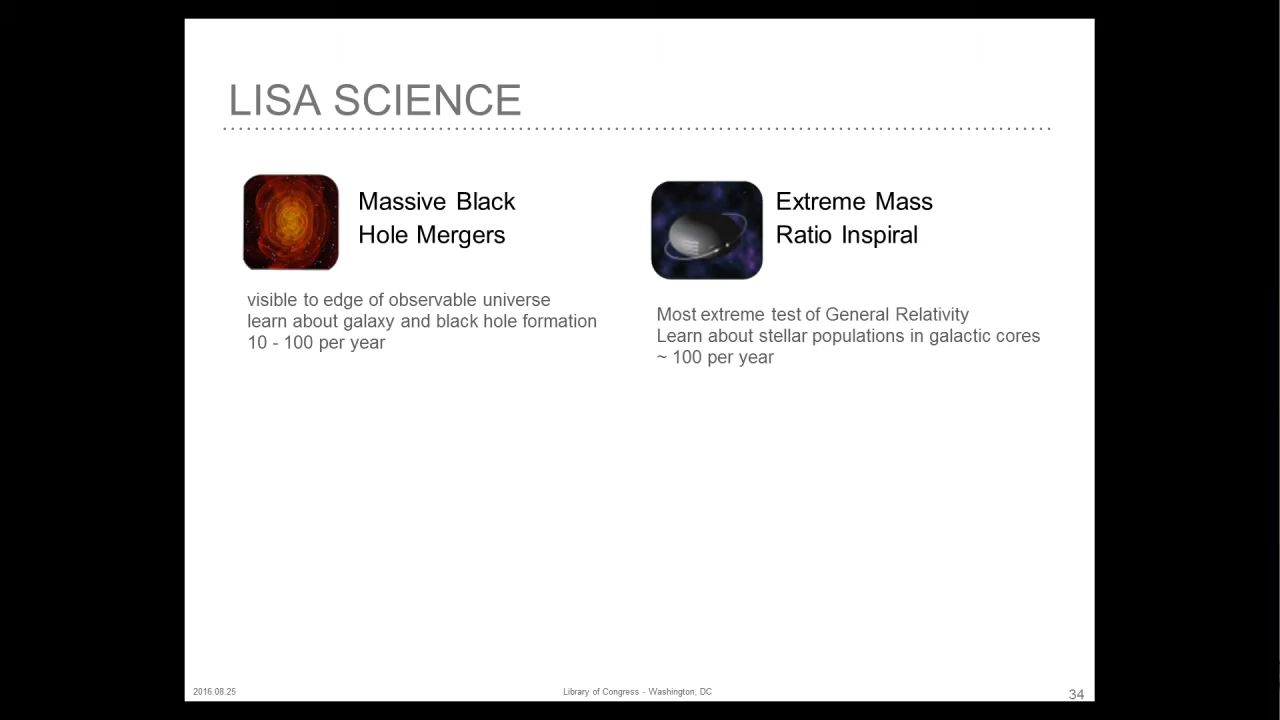 LISA SCIENCE
Massive Black
Hole Mergers
visible to edge of observable universe
learn about galaxy and black hole formation
10 - 100 per year
Extreme Mass
Ratio Inspiral
Most extreme test of General Relativity
Learn about stellar populations in galactic cores
~ 100 per year
2016.08.25
Library of Congress - Washington, DC
34